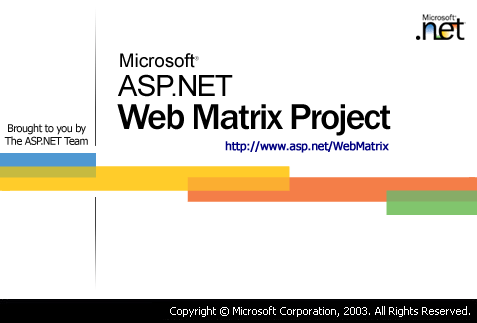 Microsoft
.net
Microsoft®
ASP.NET
Web Matrix Project
http://www.asp.net/WebMatrix
Brought to you by
The ASP.NET Team
Copyright © Microsoft Corporation, 2003. All Rights Reserved.